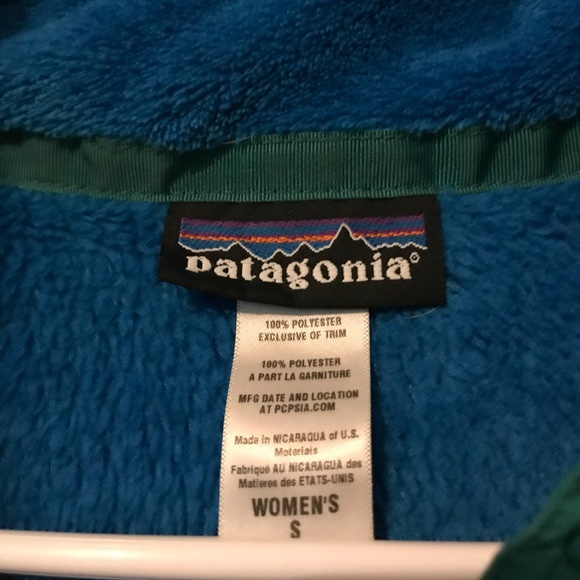 patagonia®
100% POLYESTER
EXCLUSIVE OF TRIM
100% POLYESTER
A PART LA GARNITURE
MFG DATE AND LOCATION
AT PCPSIA.COM
Made in NICARAGUA of U.S.
Materials
Fabriqué AU NICARAGUA des
Matieres des ETATS-UNIS
WOMEN'S
S